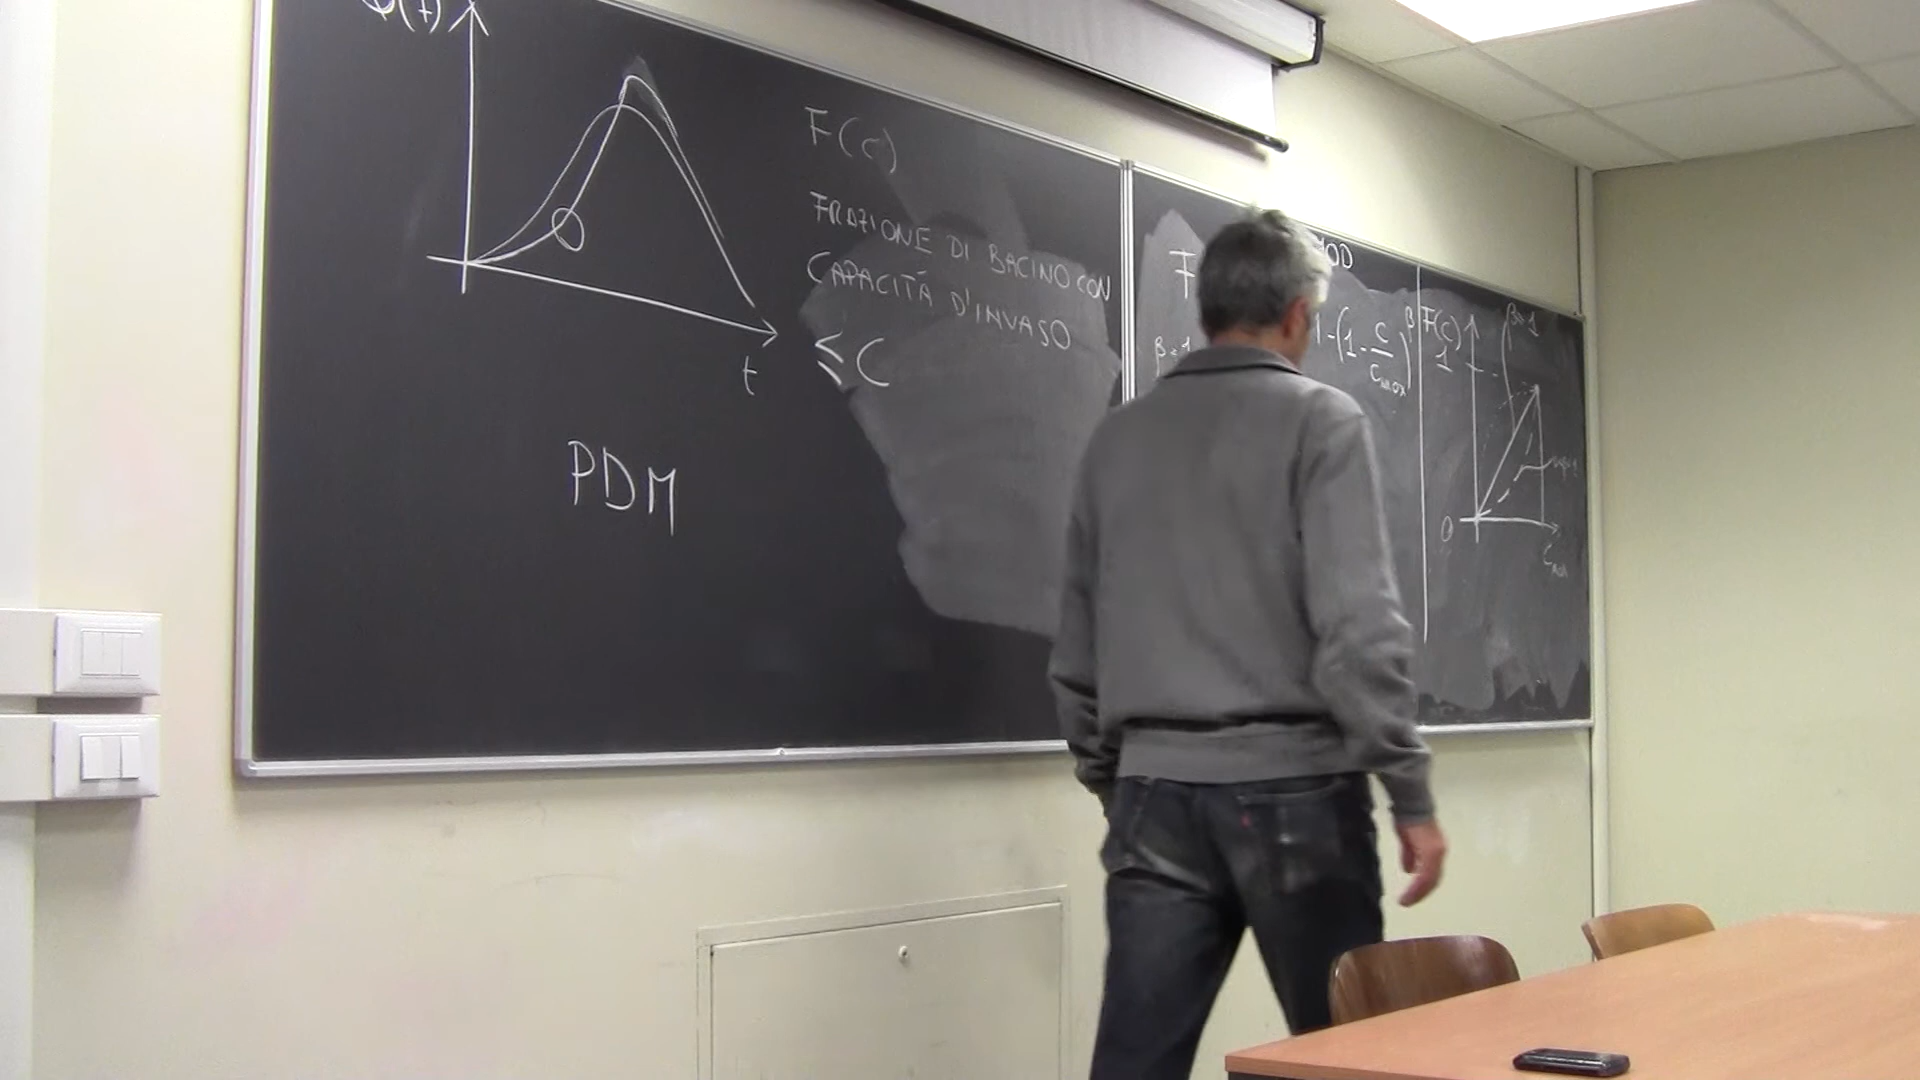 Q(t)
t
PDM
F(c)
FRAZIONE DI BACINO CON
CAPACITÀ D'INVASO
≤ C
F
β = 1
1-(1-C/Cmax)^β
F(C)
1
β=1
0
Cmax